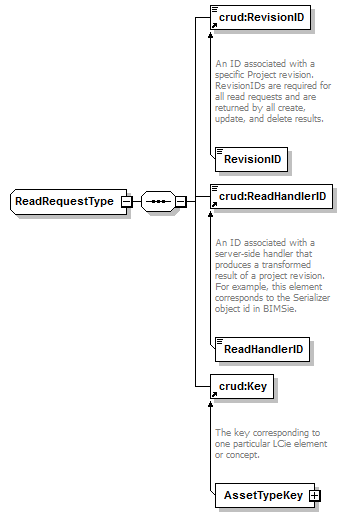 crud:RevisionID
An ID associated with a
specific Project revision.
RevisionIDs are required for
all read requests and are
returned by all create,
update, and delete results.
RevisionID
ReadRequestType
crud:ReadHandlerID
An ID associated with a
server-side handler that
produces a transformed
result of a project revision.
For example, this element
corresponds to the Serializer
object id in BIMSie.
ReadHandlerID
crud:Key
The key corresponding to
one particular LCie element
or concept.
AssetTypeKey